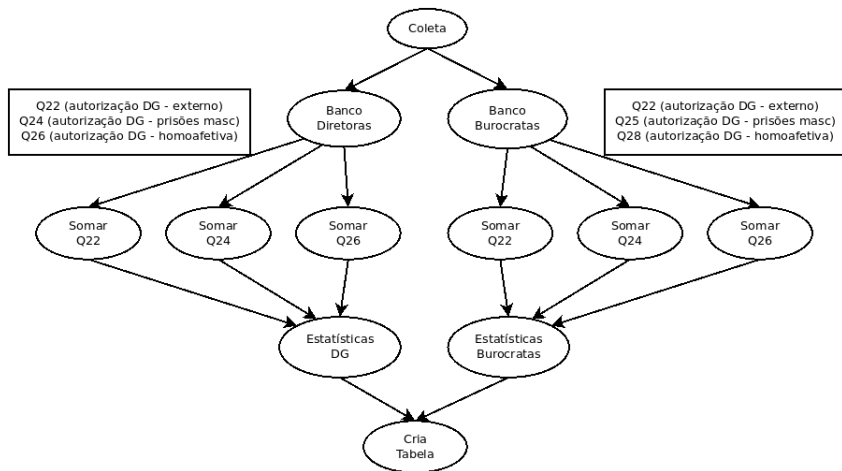 Coleta
Q22 (autorização DG - externo)
Q24 (autorização DG - prisões masc)
Q26 (autorização DG - homoafetiva)
Banco
Diretoras
Banco
Burocratas
Q22 (autorização DG - externo)
Q25 (autorização DG - prisões masc)
Q28 (autorização DG - homoafetiva)
Somar
Q22
Somar
Q24
Somar
Q26
Somar
Q22
Somar
Q24
Somar
Q26
Estatísticas
DG
Estatísticas
Burocratas
Cria
Tabela